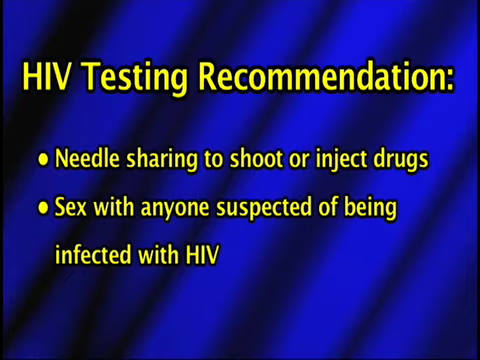 HIV Testing Recommendation:
● Needle sharing to shoot or inject drugs
● Sex with anyone suspected of being
infected with HIV